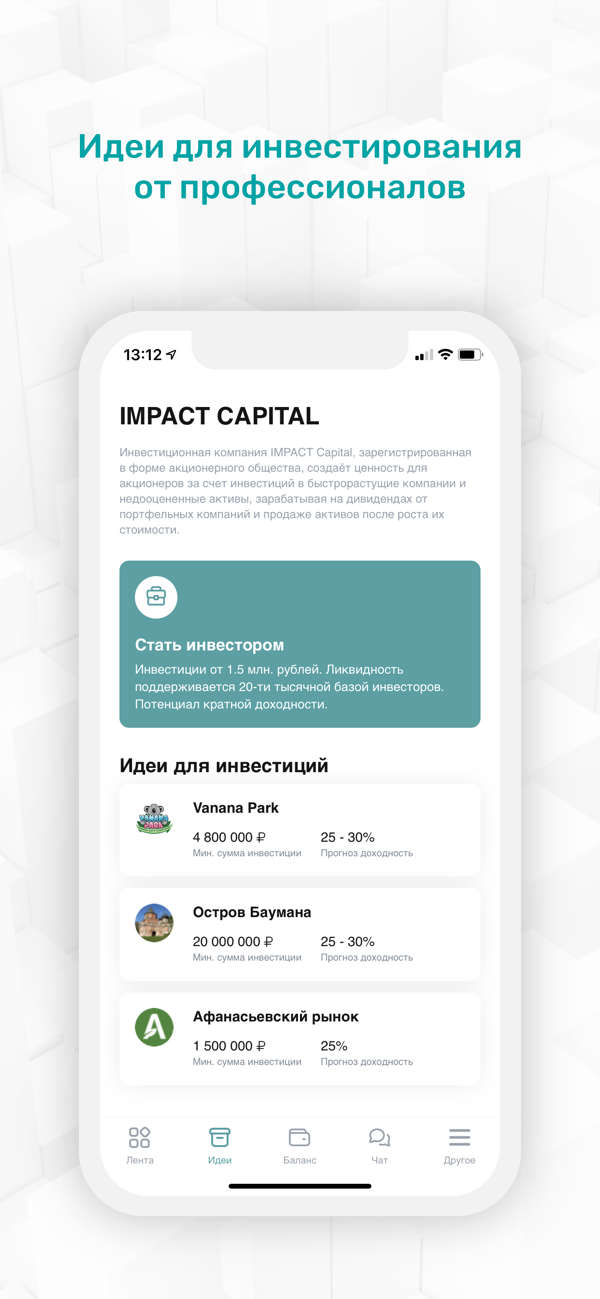 Идеи для инвестирования
от профессионалов
13:12
IMPACT CAPITAL
Инвестиционная компания IMPACT Capital, зарегистрированная
в форме акционерного общества, создаёт ценность для
акционеров за счет инвестиций в быстрорастущие компании и
недооцененные активы, зарабатывая на дивидендах от
портфельных компаний и продаже активов после роста их
стоимости.
Стать инвестором
Инвестиции от 1.5 млн. рублей. Ликвидность
поддерживается 20-ти тысячной базой инвесторов.
Потенциал кратной доходности.
Идеи для инвестиций
Vanana Park
4 800 000 ₽ 25 - 30%
Мин. сумма инвестиции Прогноз доходность
Остров Баумана
20 000 000 ₽ 25 - 30%
Мин. сумма инвестиции Прогноз доходность
Афанасьевский рынок
1 500 000 ₽ 25%
Мин. сумма инвестиции Прогноз доходность
Лента Идеи Баланс Чат Другое